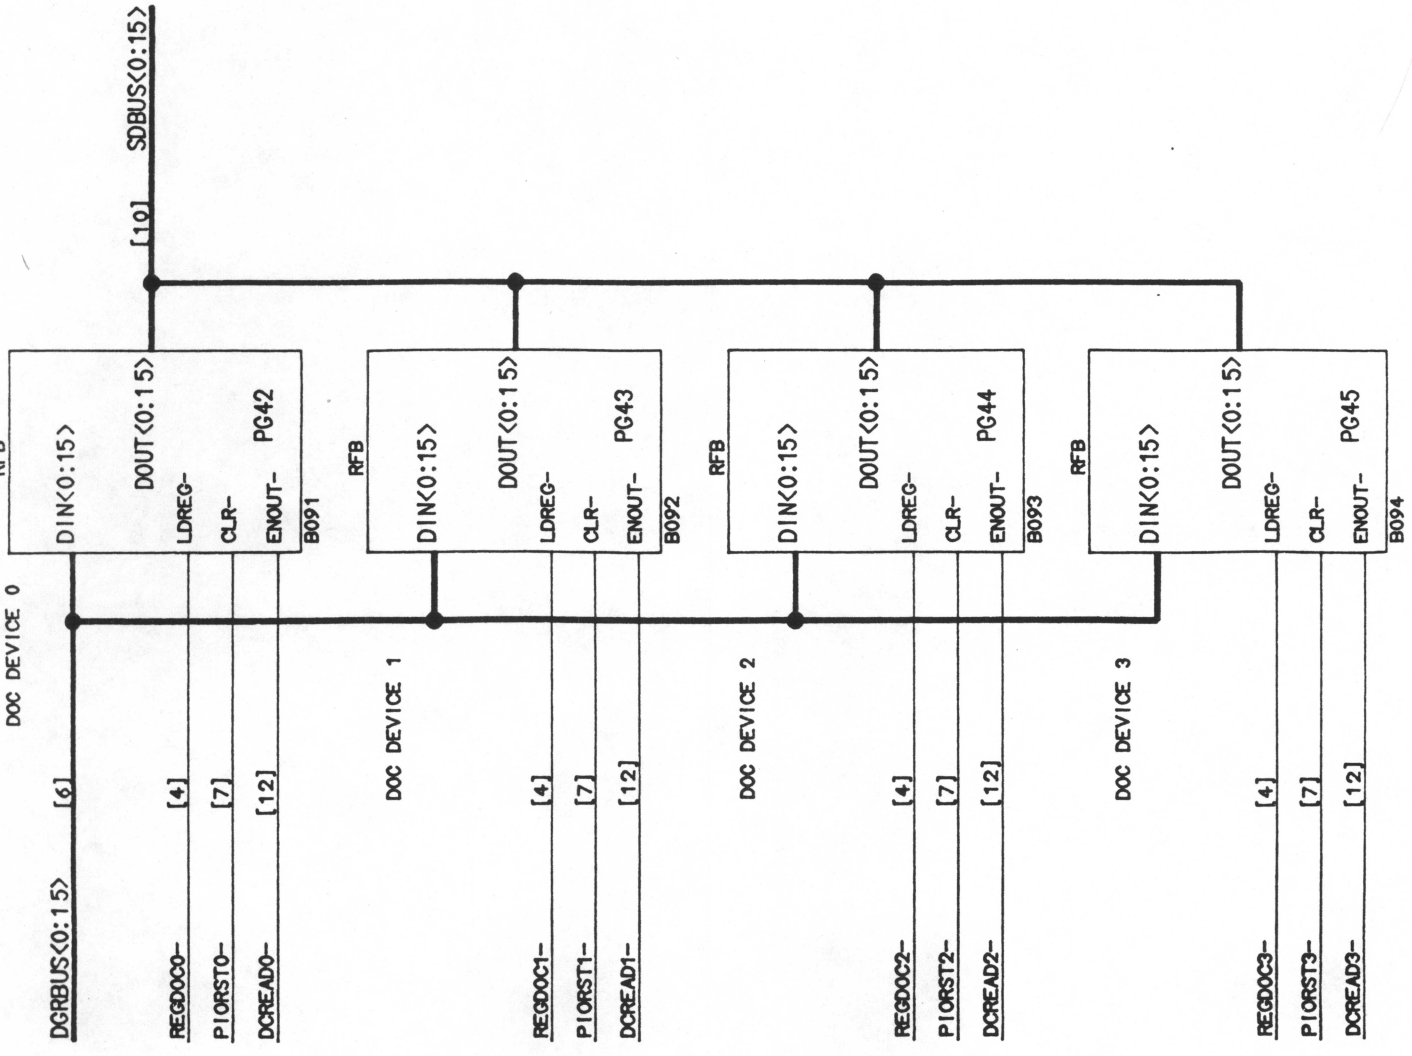 DGRBUS<0:15>
[6]
DOC DEVICE 0
DIN<0:15>
DOUT<0:15>
[10]
SDBUS<0:15>
REGDOC0-
[4]
LDREG-
PIORST0-
[7]
CLR-
DCREAD0-
[12]
ENOUT-
PG42
B091
RFB
DOC DEVICE 1
DIN<0:15>
DOUT<0:15>
REGDOC1-
[4]
LDREG-
PIORST1-
[7]
CLR-
DCREAD1-
[12]
ENOUT-
PG43
B092
RFB
DOC DEVICE 2
DIN<0:15>
DOUT<0:15>
REGDOC2-
[4]
LDREG-
PIORST2-
[7]
CLR-
DCREAD2-
[12]
ENOUT-
PG44
B093
RFB
DOC DEVICE 3
DIN<0:15>
DOUT<0:15>
REGDOC3-
[4]
LDREG-
PIORST3-
[7]
CLR-
DCREAD3-
[12]
ENOUT-
PG45
B094